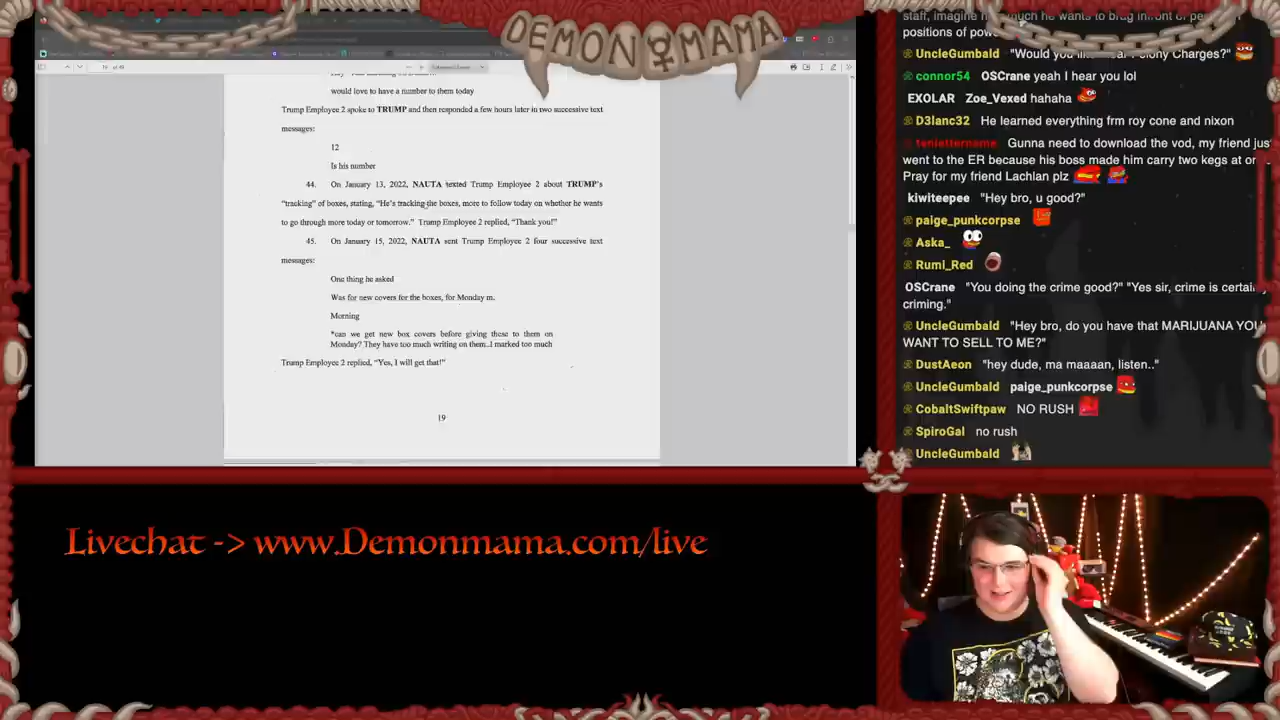 DEMON MAMA
would love to have a number to them today
Trump Employee 2 spoke to TRUMP and then responded a few hours later in two successive text
messages:
12
Is his number
44. On January 13, 2022, NAUTA texted Trump Employee 2 about TRUMP's
"tracking" of boxes, stating, "He's tracking the boxes, more to follow today on whether he wants
to go through more today or tomorrow." Trump Employee 2 replied, "Thank you!"
45. On January 15, 2022, NAUTA sent Trump Employee 2 four successive text
messages:
One thing he asked
Was for new covers for the boxes, for Monday m.
Morning
*can we get new box covers before giving these to them on
Monday? They have too much writing on them..I marked too much
Trump Employee 2 replied, "Yes, I will get that!"
19
positions of pow
UncleGumbald "Would you li
mony Charges?"
connor54 OSCrane yeah I hear you lol
EXOLAR Zoe_Vexed hahaha
D3lanc32 He learned everything frm roy cone and nixon
Gunna need to download the vod, my friend jus
went to the ER because his boss made him carry two kegs at on
Pray for my friend Lachlan plz
kiwiteepee "Hey bro, u good?
paige_punkcorpse
Aska_
Rumi_Red
OSCrane "You doing the crime good?" "Yes sir, crime is certai
criming."
UncleGumbald "Hey bro, do you have that MARIJUANA YOU
WANT TO SELL TO ME?"
DustAeon "hey dude, ma maaaan, listen.."
UncleGumbald paige_punkcorpse
CobaltSwiftpaw NO RUSH
SpiroGal no rush
UncleGumbald
Livechat -> www.Demonmama.com/live